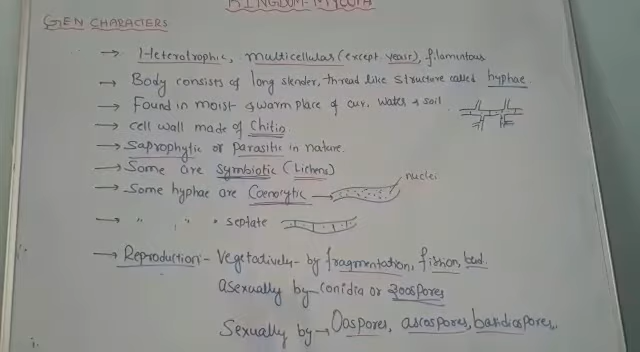 KINGDOM-MYCOTA
GEN CHARACTERS
→ Heterotrophic, multicellular (except yeast), filamentous
→ Body consists of long slender, thread like structure called hyphae
→ Found in moist & warm place of air, water & soil
→ cell wall made of Chitin
→ Saprophytic or Parasitic in nature.
→ Some are Symbiotic (Lichens)
nuclei
→ Some hyphae are Coenocytic →
→ " " " septate
→ Reproduction - Vegetatively - by fragmentation, fission, bud.
asexually by - conidia or zoospores
Sexually by → Oospores, ascospores, basidiospores.